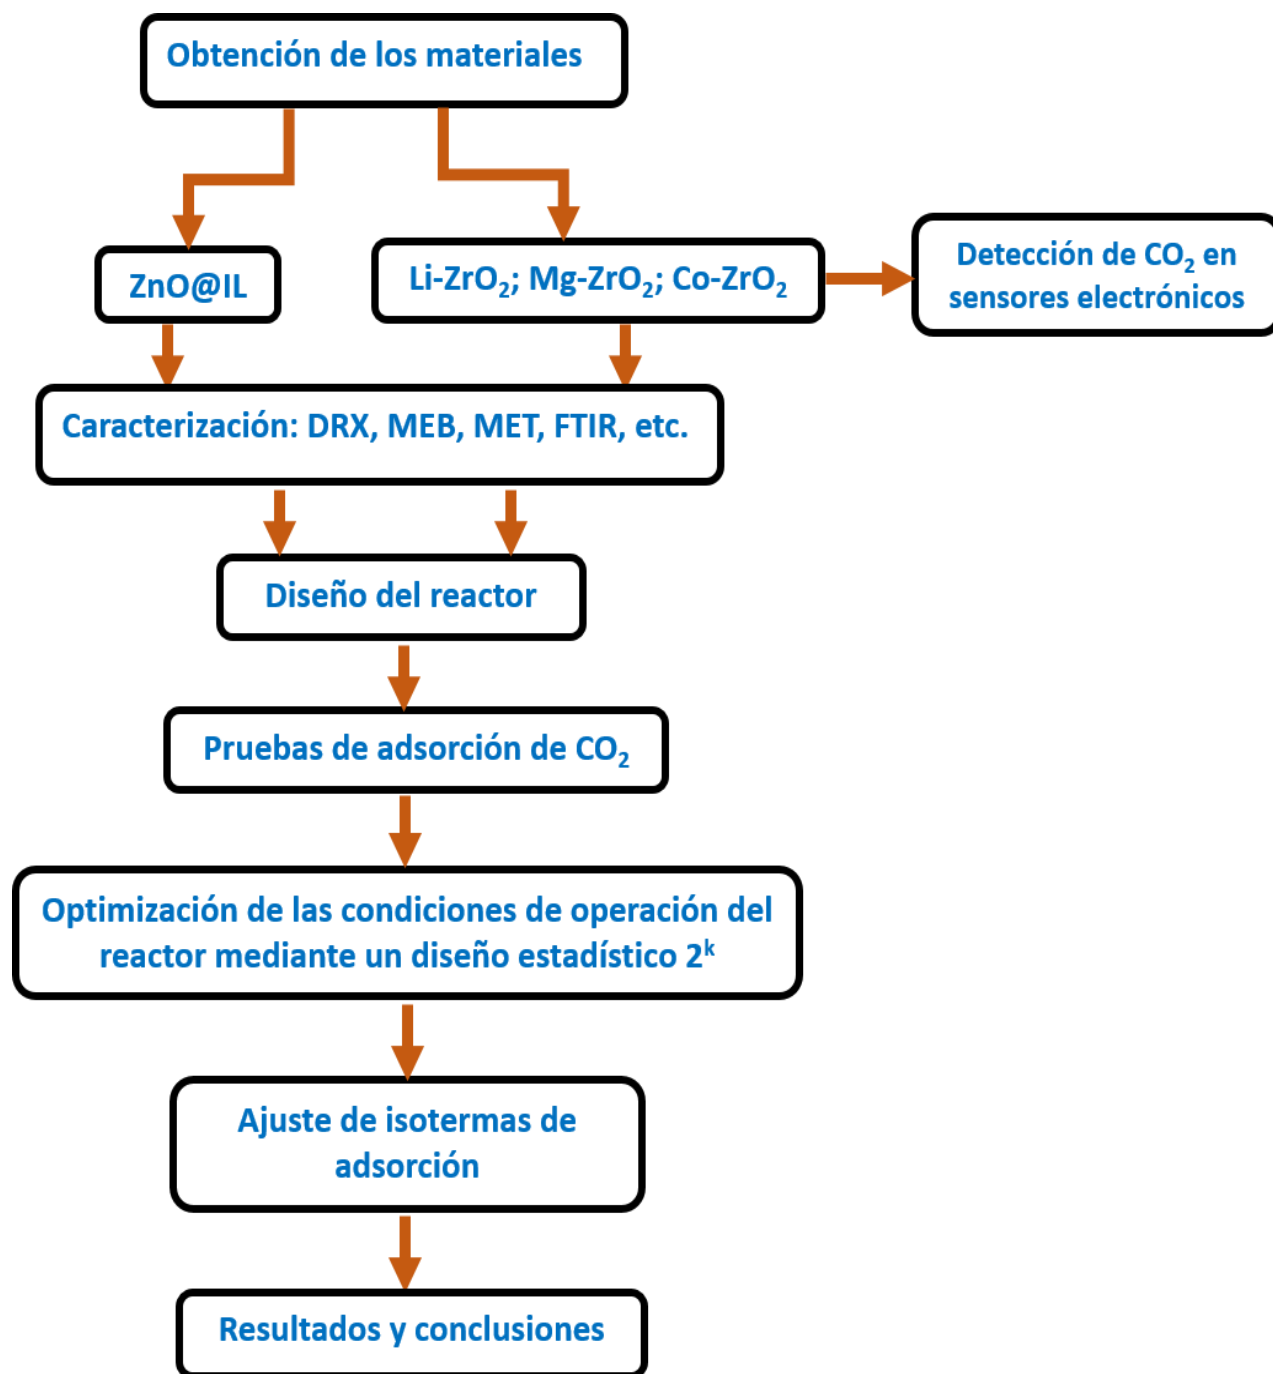 Obtención de los materiales
ZnO@IL
Li-ZrO₂; Mg-ZrO₂; Co-ZrO₂
Detección de CO₂ en
sensores electrónicos
Caracterización: DRX, MEB, MET, FTIR, etc.
Diseño del reactor
Pruebas de adsorción de CO₂
Optimización de las condiciones de operación del
reactor mediante un diseño estadístico 2ᵏ
Ajuste de isotermas de
adsorción
Resultados y conclusiones